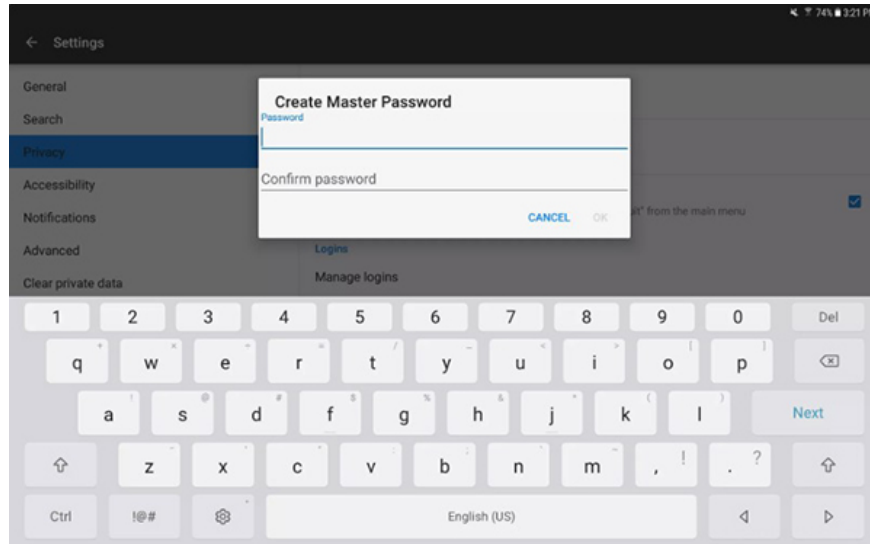 74% 3:21 P
Settings
General
Search
Privacy
Accessibility
Notifications
Advanced
Clear private data
Create Master Password
Password
Confirm password
CANCEL OK
from the main menu
Logins
Manage logins
1 2 3 4 5 6 7 8 9 0 Del
q w e r t y u i o p
a s d f g h j k l Next
z x c v b n m , ! . ?
Ctrl !@# English (US)